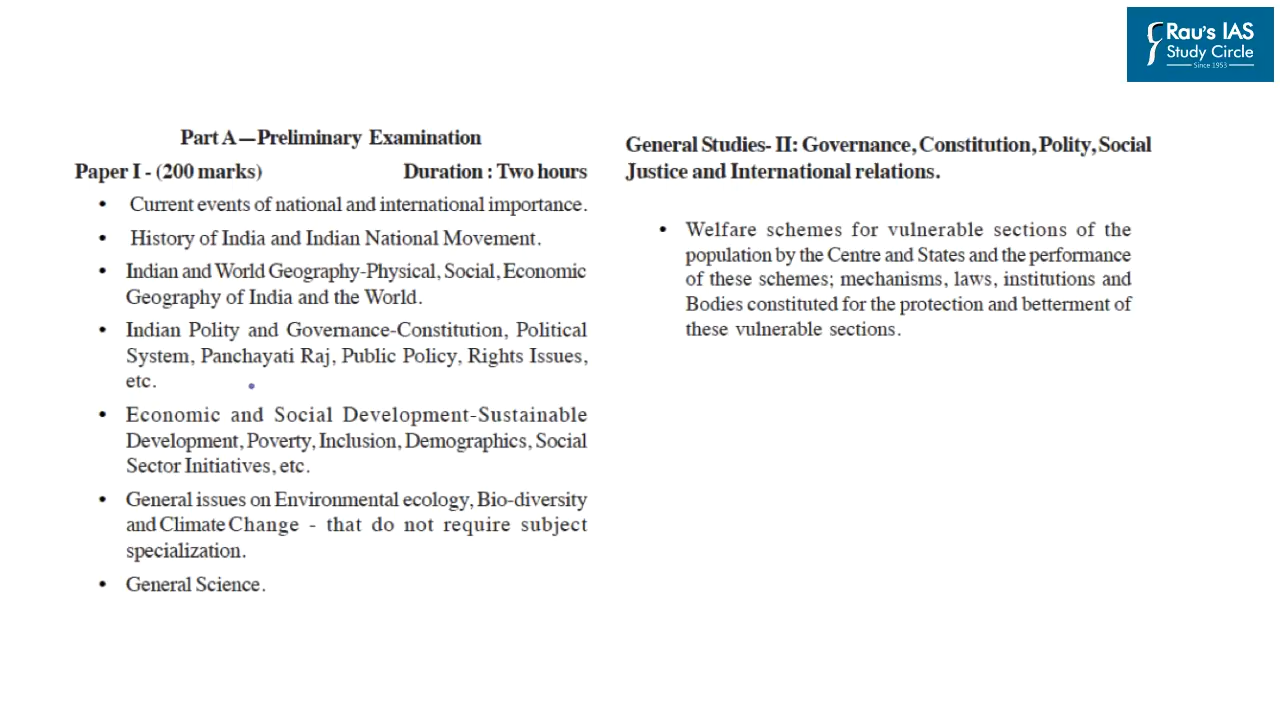 Rau's IAS
Study Circle
Since 1953
Part A—Preliminary Examination
Paper I - (200 marks) Duration : Two hours
• Current events of national and international importance.
• History of India and Indian National Movement.
• Indian and World Geography-Physical, Social, Economic
Geography of India and the World.
• Indian Polity and Governance-Constitution, Political
System, Panchayati Raj, Public Policy, Rights Issues,
etc.
• Economic and Social Development-Sustainable
Development, Poverty, Inclusion, Demographics, Social
Sector Initiatives, etc.
• General issues on Environmental ecology, Bio-diversity
and Climate Change - that do not require subject
specialization.
• General Science.
General Studies- II: Governance, Constitution, Polity, Social
Justice and International relations.
• Welfare schemes for vulnerable sections of the
population by the Centre and States and the performance
of these schemes; mechanisms, laws, institutions and
Bodies constituted for the protection and betterment of
these vulnerable sections.